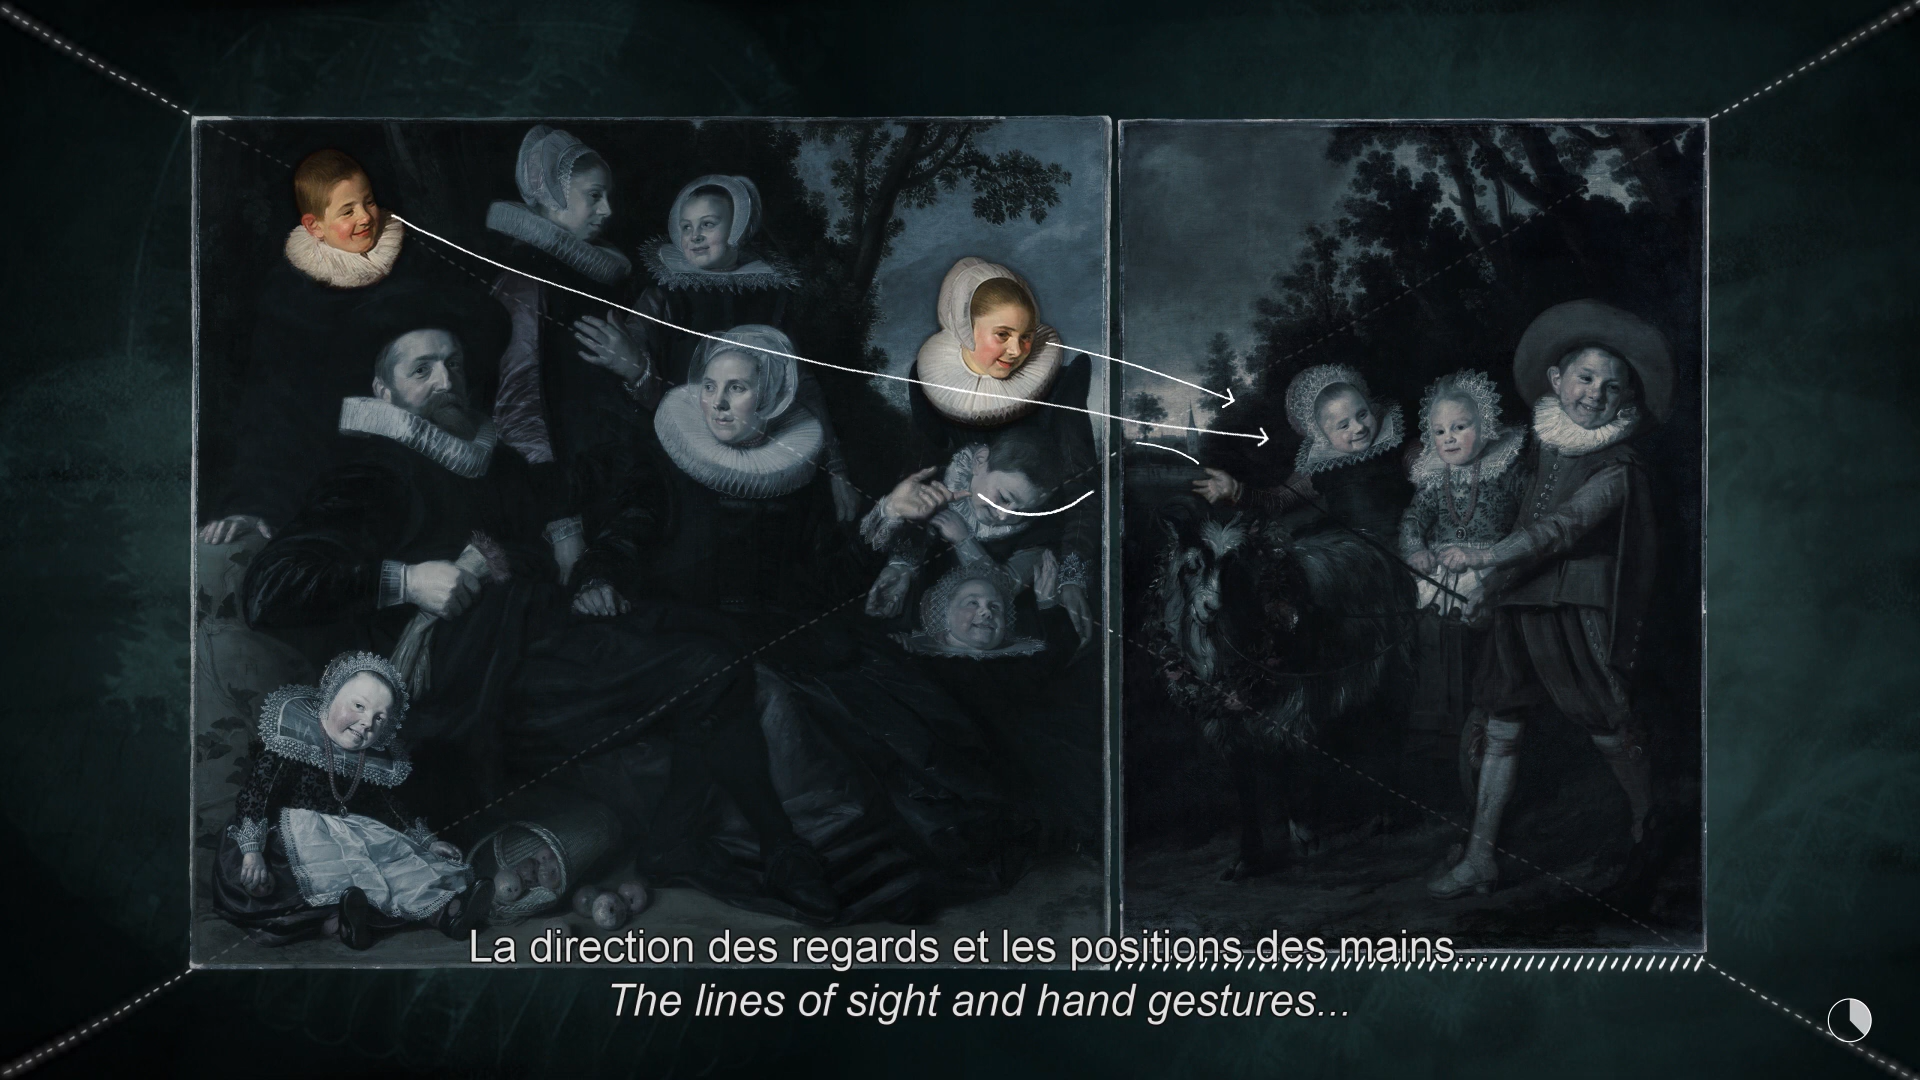 La direction des regards et les positions des mains...
The lines of sight and hand gestures...